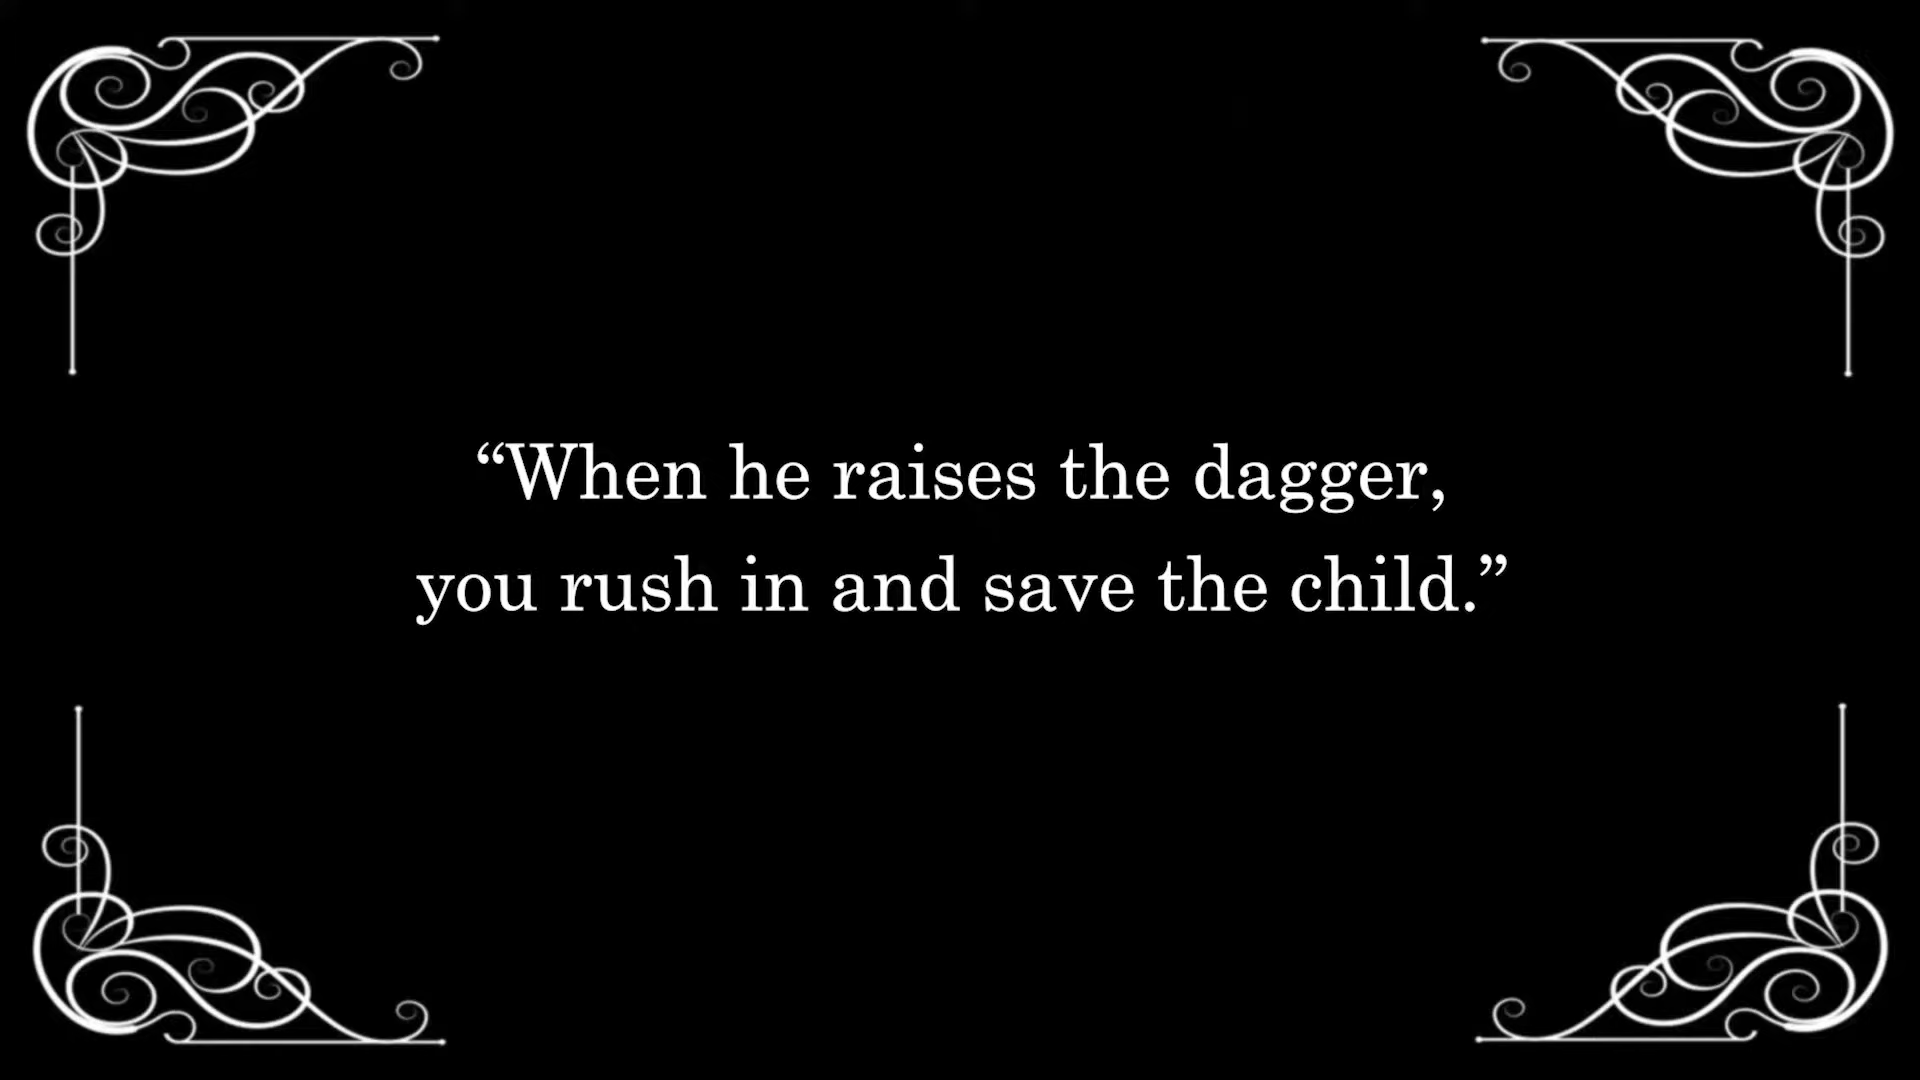 “When he raises the dagger,
you rush in and save the child.”